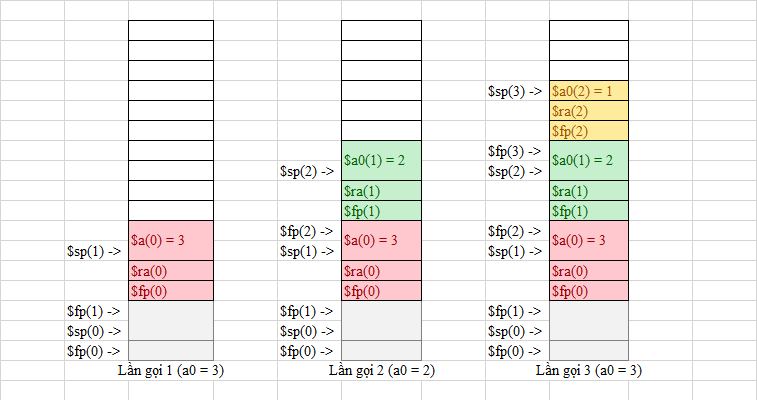 $sp(1) ->
$fp(1) ->
$sp(0) ->
$fp(0) ->
$a(0) = 3
$ra(0)
$fp(0)
Lần gọi 1 (a0 = 3)
$sp(2) ->
$fp(2) ->
$sp(1) ->
$fp(1) ->
$sp(0) ->
$fp(0) ->
$a0(1) = 2
$ra(1)
$fp(1)
$a(0) = 3
$ra(0)
$fp(0)
Lần gọi 2 (a0 = 2)
$sp(3) ->
$fp(3) ->
$sp(2) ->
$fp(2) ->
$sp(1) ->
$fp(1) ->
$sp(0) ->
$fp(0) ->
$a0(2) = 1
$ra(2)
$fp(2)
$a0(1) = 2
$ra(1)
$fp(1)
$a(0) = 3
$ra(0)
$fp(0)
Lần gọi 3 (a0 = 3)